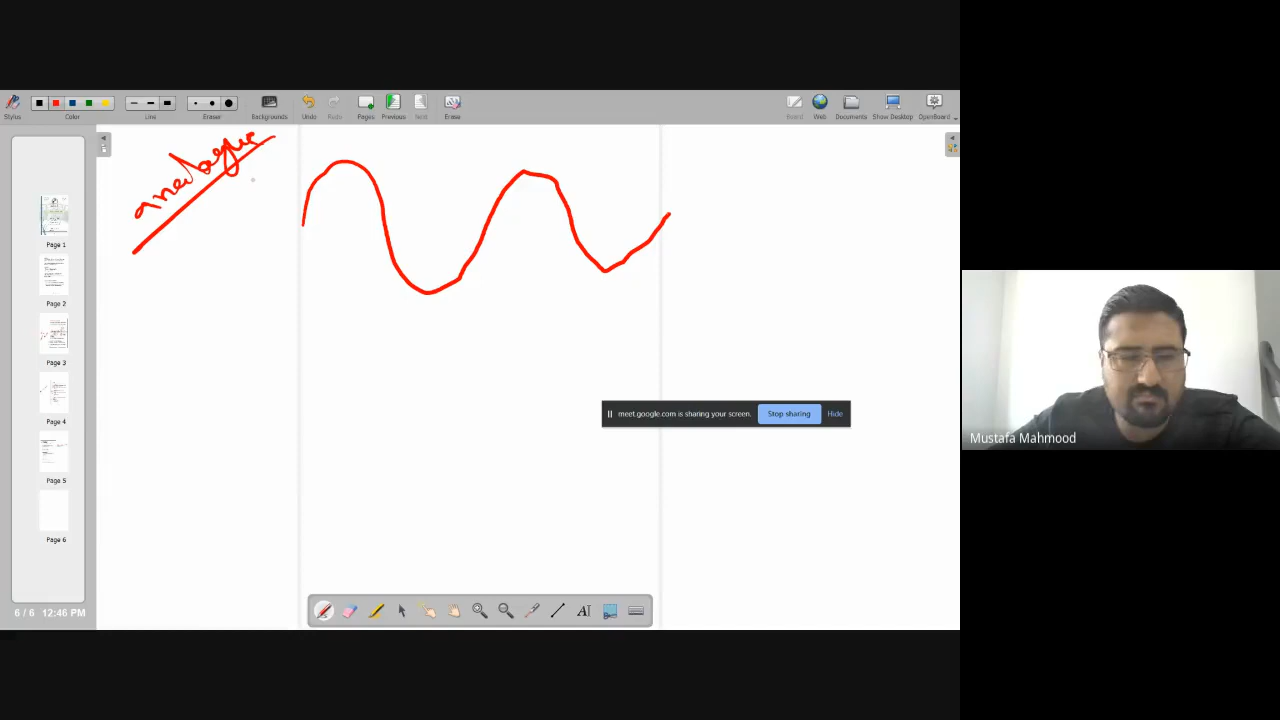 Stylus
Color
Line
Eraser
Backgrounds
Undo
Redo
Pages
Previous
Next
Erase
Board
Web
Documents
Show Desktop
OpenBoard
analogue
Page 1
Page 2
Page 3
Page 4
Page 5
Page 6
6 / 6 12:46 PM
meet.google.com is sharing your screen. Stop sharing Hide
Mustafa Mahmood
AI